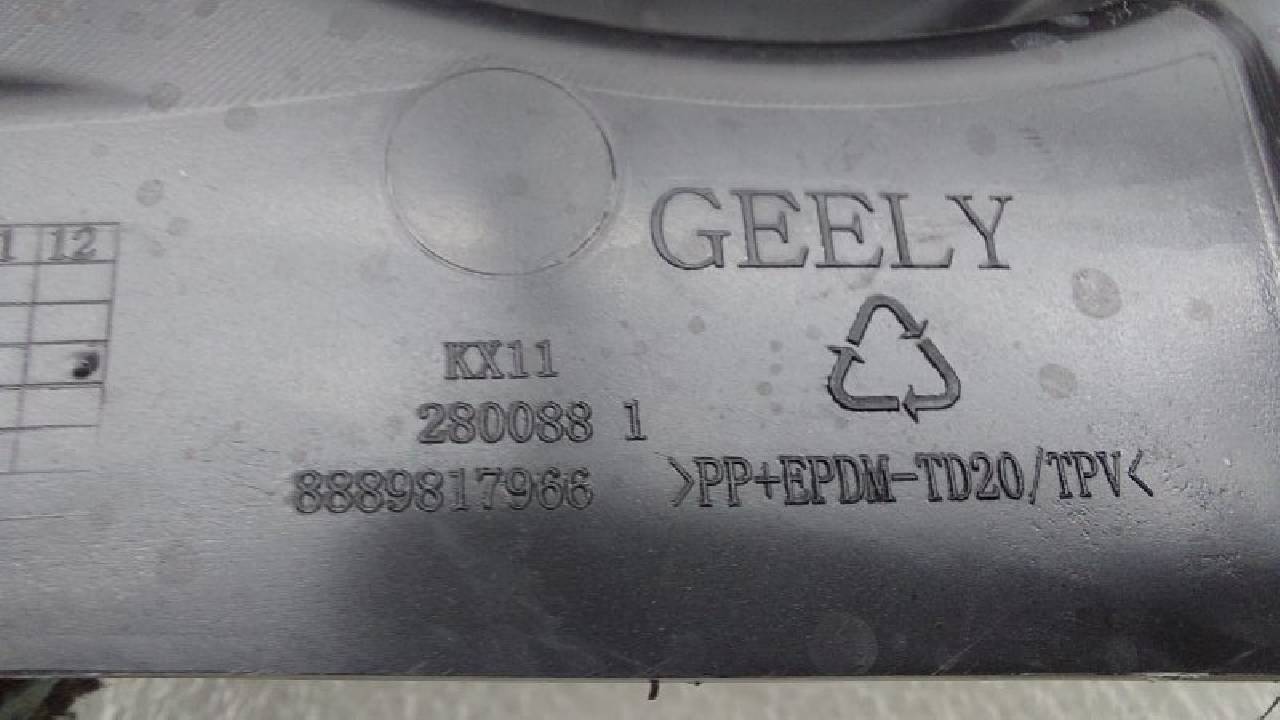 GEELY
12
KX11
280088 1
8889817966
>PP+EPDM-TD20/TPV<